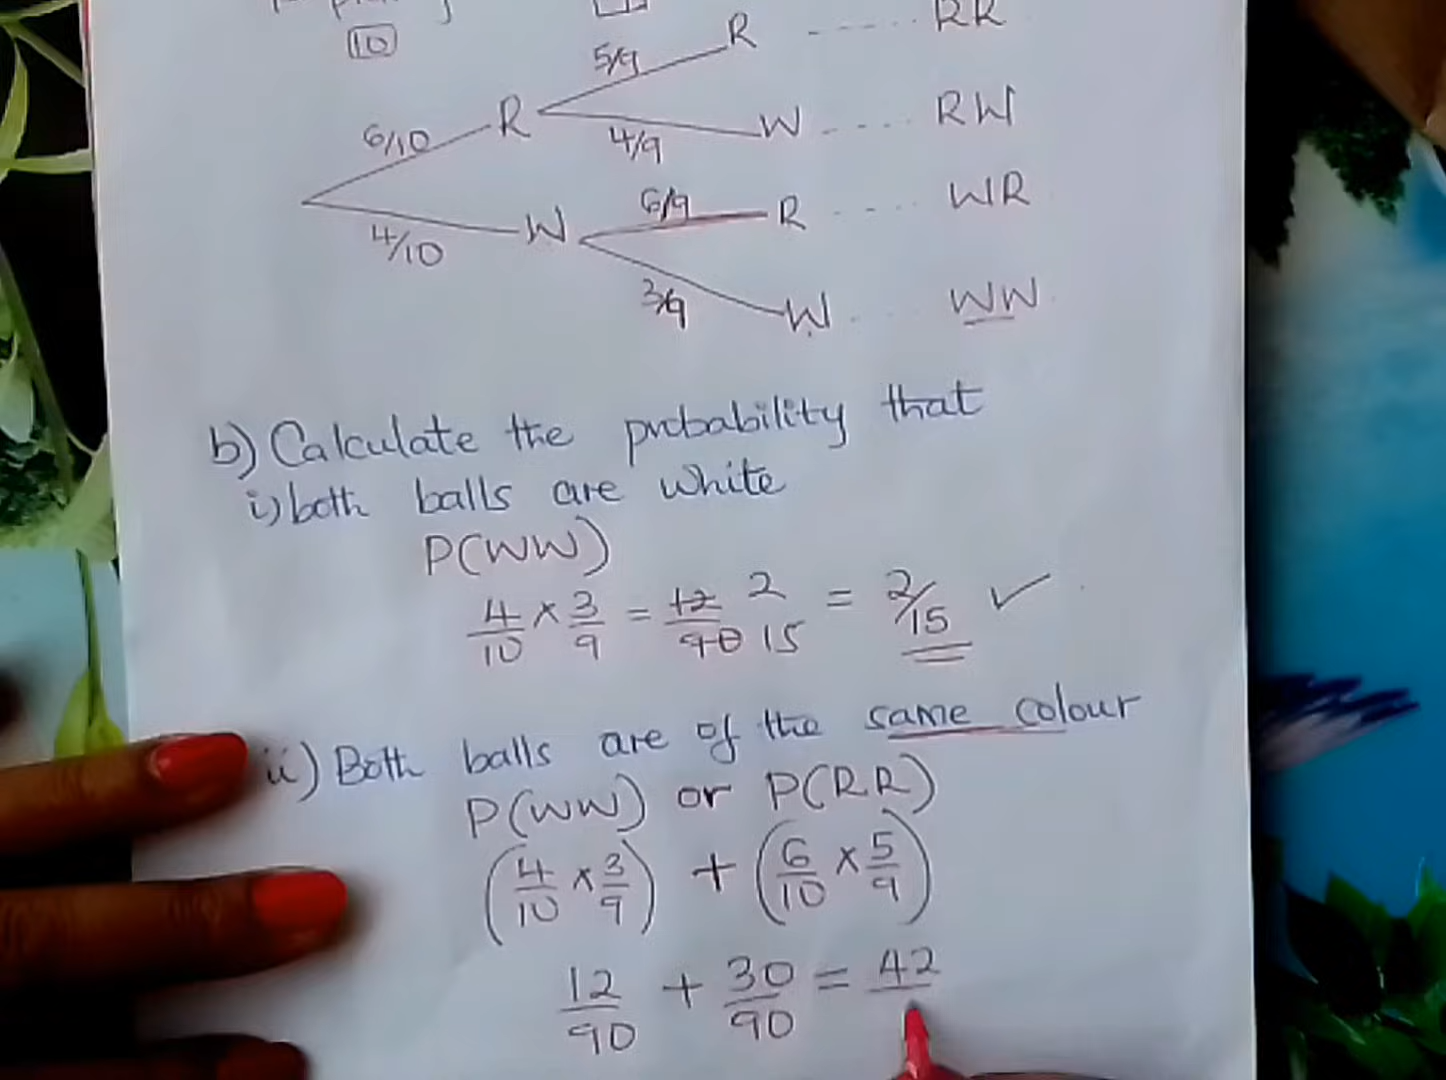 10
5/9 R ------ RR
6/10 R 4/9 W ------ RW
4/10 W 6/9 R ------ WR
3/9 W ------ WW
b) Calculate the probability that
i) both balls are white
P(WW)
4/10 × 3/9 = 12/90 2/15 = 2/15 ✓
ii) Both balls are of the same colour
P(WW) or P(RR)
(4/10 × 3/9) + (6/10 × 5/9)
12/90 + 30/90 = 42